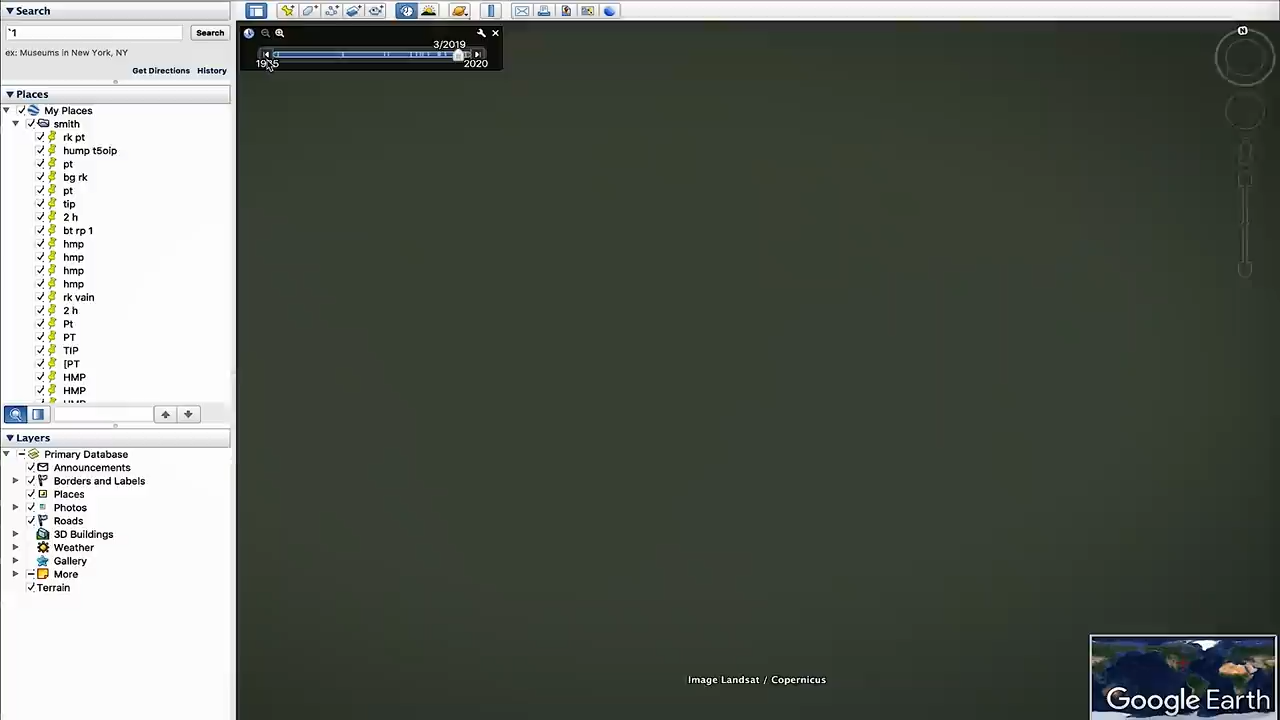 Search
`1
Search
ex: Museums in New York, NY
Get Directions
History
3/2019
2020
Places
My Places
smith
rk pt
hump t5oip
pt
bg rk
pt
tip
2 h
bt rp 1
hmp
hmp
hmp
hmp
rk vain
2 h
Pt
PT
TIP
[PT
HMP
HMP
Layers
Primary Database
Announcements
Borders and Labels
Places
Photos
Roads
3D Buildings
Weather
Gallery
More
Terrain
N
Image Landsat / Copernicus
Google Earth